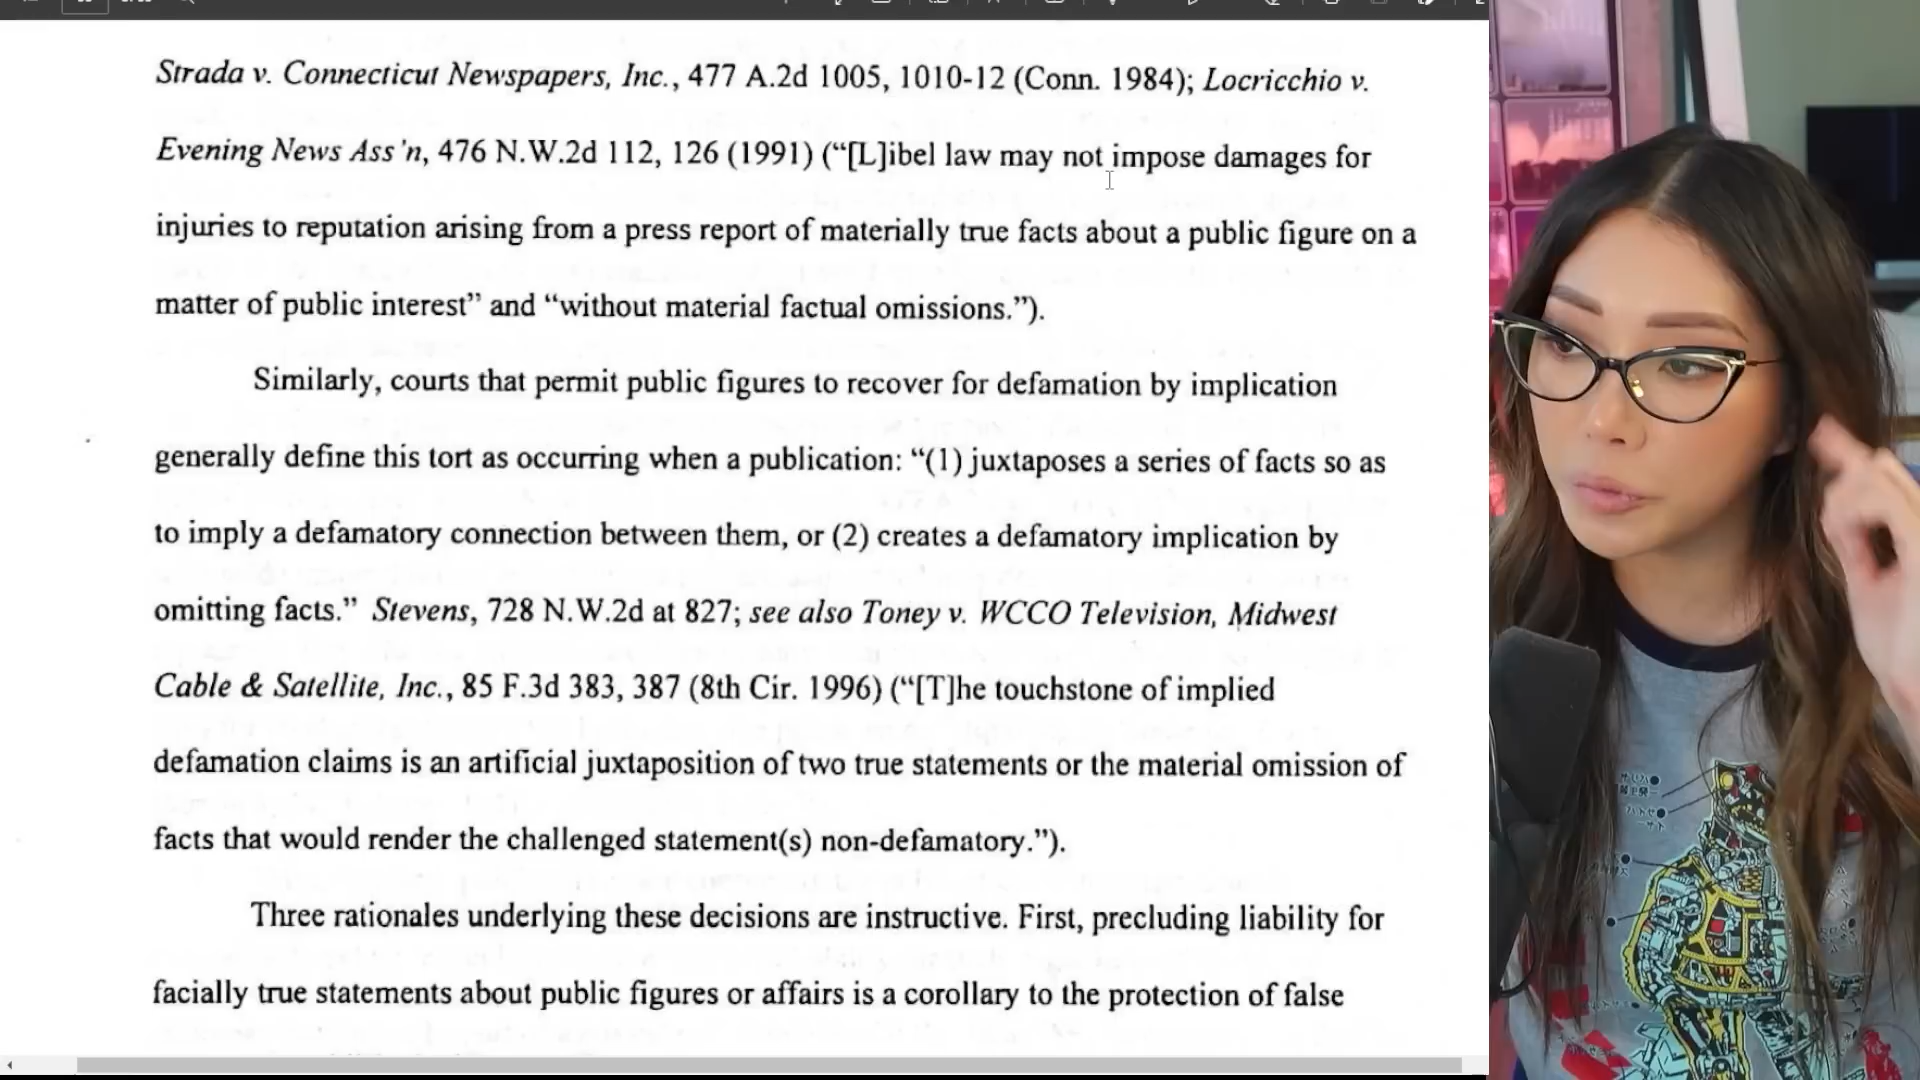 Strada v. Connecticut Newspapers, Inc., 477 A.2d 1005, 1010-12 (Conn. 1984); Locricchio v.
Evening News Ass'n, 476 N.W.2d 112, 126 (1991) (“[L]ibel law may not impose damages for
injuries to reputation arising from a press report of materially true facts about a public figure on a
matter of public interest” and “without material factual omissions.”).
Similarly, courts that permit public figures to recover for defamation by implication
generally define this tort as occurring when a publication: “(1) juxtaposes a series of facts so as
to imply a defamatory connection between them, or (2) creates a defamatory implication by
omitting facts.” Stevens, 728 N.W.2d at 827; see also Toney v. WCCO Television, Midwest
Cable & Satellite, Inc., 85 F.3d 383, 387 (8th Cir. 1996) (“[T]he touchstone of implied
defamation claims is an artificial juxtaposition of two true statements or the material omission of
facts that would render the challenged statement(s) non-defamatory.”).
Three rationales underlying these decisions are instructive. First, precluding liability for
facially true statements about public figures or affairs is a corollary to the protection of false